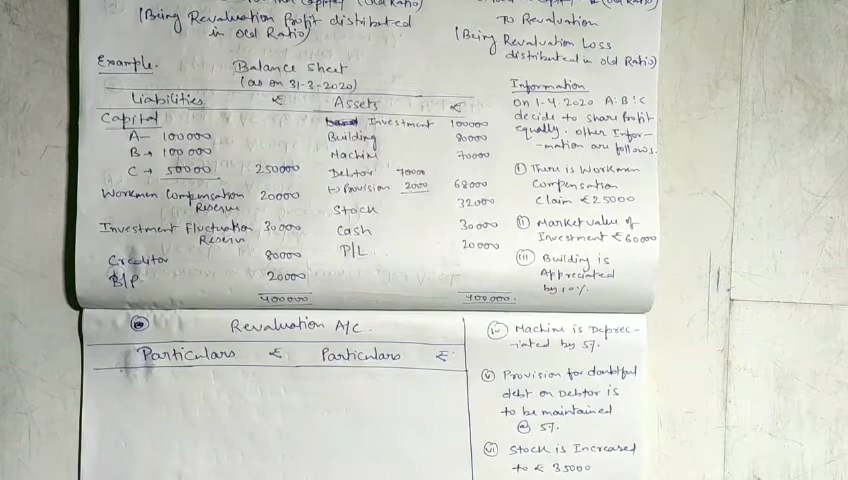 (Being Revaluation Profit distributed
in Old Ratio)
To Revaluation
(Being Revaluation Loss
distributed in old Ratio)
Example.
Balance Sheet
(as on 31-3-2020)
Liabilities ₹ Assets ₹
Capital Investment 100000
A— 100000 Building 80000
B → 100000 Machine 70000
C → 50000 250000 Debtor 70000
(-) Provision 2000 68000
Workmen Compensation 20000
Reserve
Stock 32000
Investment Fluctuation 30000
Reserve
Cash 30000
Creditor 80000
P/L 20000
B/P 20000
400000 400000
Information
On 1-4-2020 A:B:C
decide to share Profit
equally. Other Infor-
-mation are follows.
(i) There is Workmen
Compensation
Claim ₹ 25000
(ii) Market value of
Investment ₹ 60000
(iii) Building is
Appreciated
by 10%.
Revaluation A/C.
Particulars ₹ Particulars ₹
(iv) Machine is Deprec-
-iated by 5%.
(v) Provision for doubtful
debt on Debtor is
to be maintained
@ 5%.
(vi) Stock is Increased
to ₹ 35000